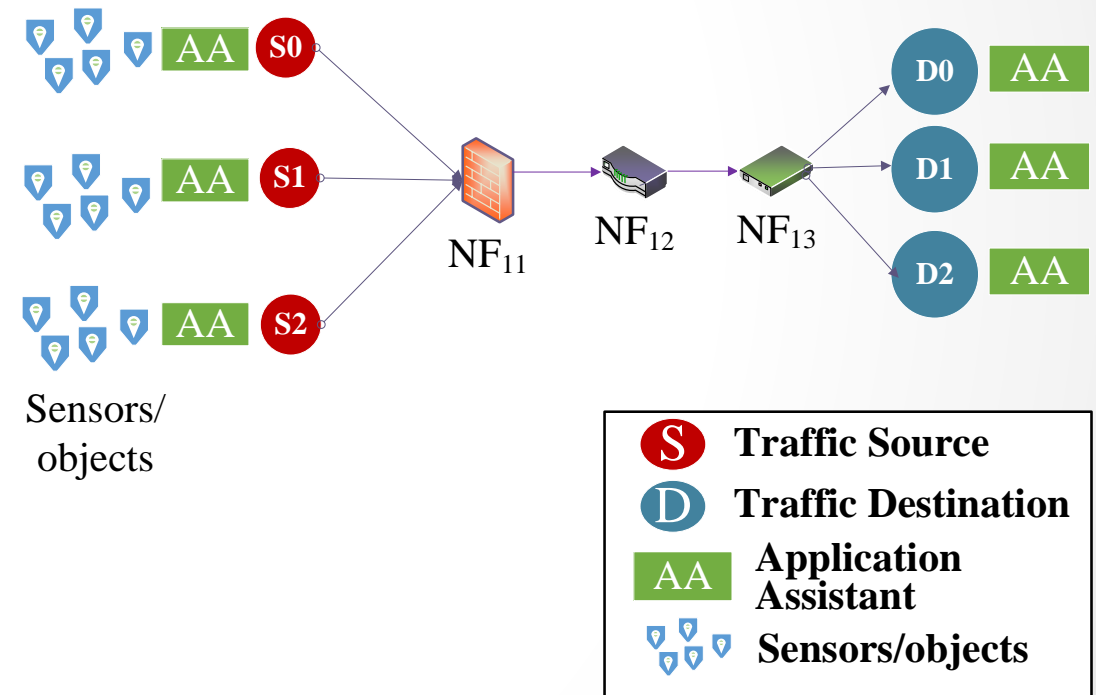 AA S0
D0 AA
AA S1
D1 AA
NF₁₁
NF₁₂
NF₁₃
AA S2
D2 AA
Sensors/
objects
S Traffic Source
D Traffic Destination
AA Application
Assistant
Sensors/objects